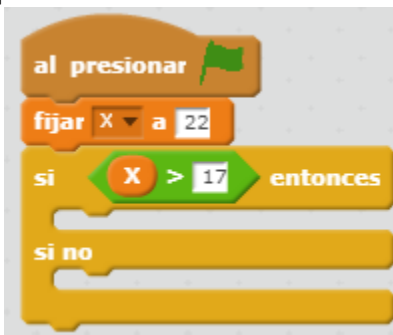 al presionar
fijar X a 22
si X > 17 entonces
si no